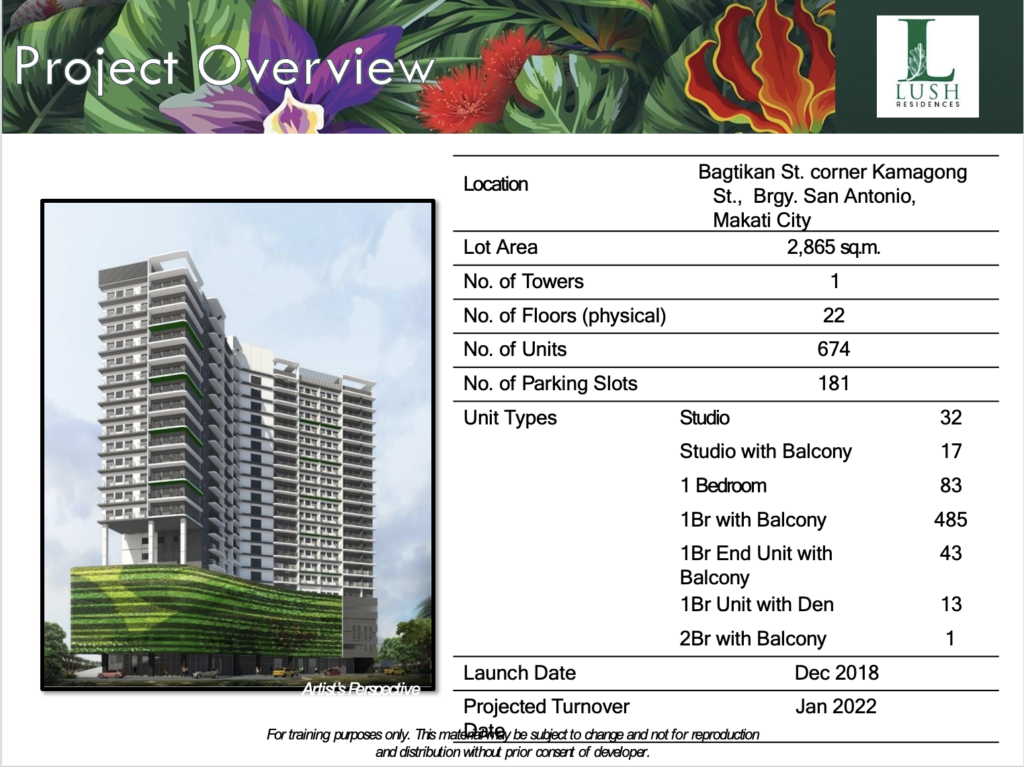 Project Overview
L
LUSH
RESIDENCES
Location
Bagtikan St. corner Kamagong
St., Brgy. San Antonio,
Makati City
Lot Area 2,865 sq.m.
No. of Towers 1
No. of Floors (physical) 22
No. of Units 674
No. of Parking Slots 181
Unit Types Studio 32
Studio with Balcony 17
1 Bedroom 83
1Br with Balcony 485
1Br End Unit with 43
Balcony
1Br Unit with Den 13
2Br with Balcony 1
Launch Date Dec 2018
Projected Turnover Jan 2022
Date
Artist's Perspective
For training purposes only. This material may be subject to change and not for reproduction
and distribution without prior consent of developer.